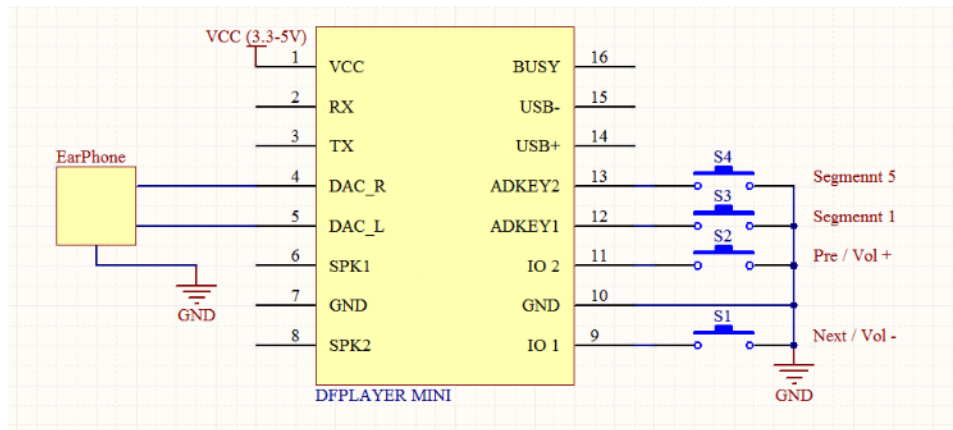 VCC (3.3-5V)
1 VCC BUSY 16
2 RX USB- 15
3 TX USB+ 14
EarPhone S4
4 DAC_R ADKEY2 13 Segmennt 5
S3
5 DAC_L ADKEY1 12 Segmennt 1
S2
6 SPK1 IO 2 11 Pre / Vol +
7 GND GND 10
GND S1
8 SPK2 IO 1 9 Next / Vol -
DFPLAYER MINI GND